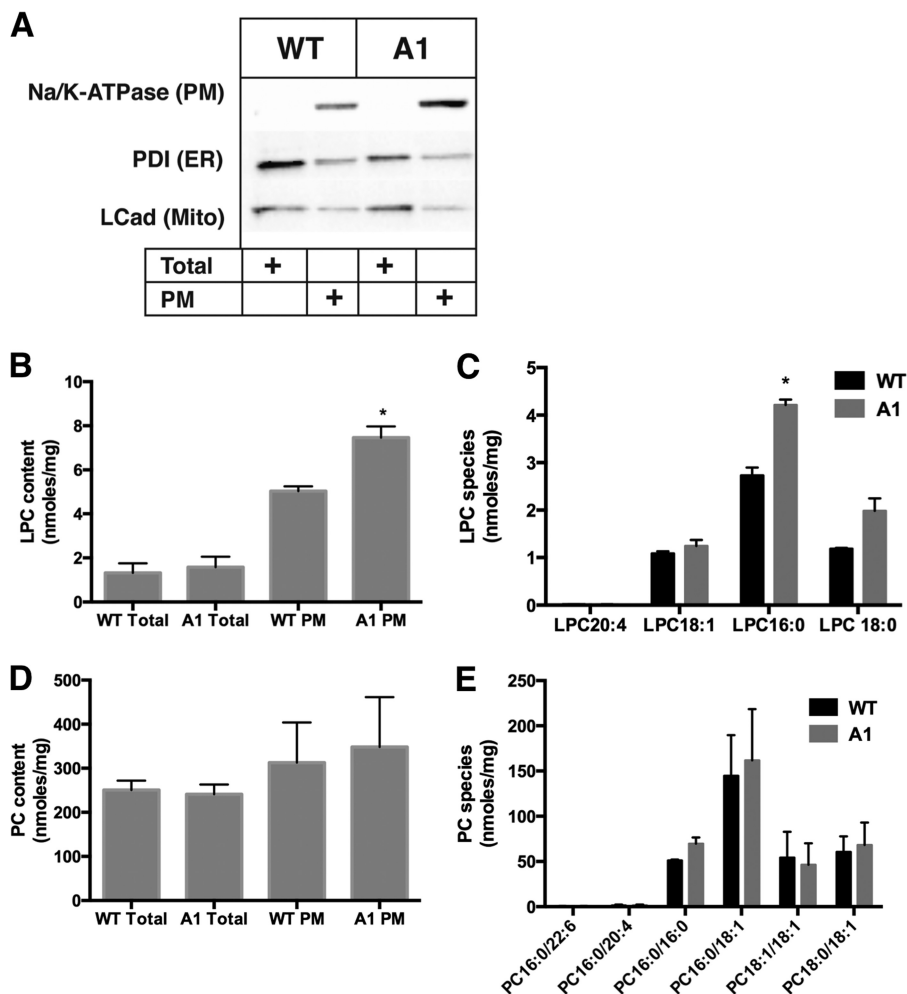 A
WT A1
Na/K-ATPase (PM)
PDI (ER)
LCad (Mito)
Total + +
PM + +
B
LPC content
(nmoles/mg)
10
8
6
4
2
0
*
WT Total A1 Total WT PM A1 PM
C
LPC species
(nmoles/mg)
5
4
3
2
1
0
*
WT
A1
LPC20:4 LPC18:1 LPC16:0 LPC 18:0
D
PC content
(nmoles/mg)
500
400
300
200
100
0
WT Total A1 Total WT PM A1 PM
E
PC species
(nmoles/mg)
250
200
150
100
50
0
WT
A1
PC16:0/22:6
PC16:0/20:4
PC16:0/16:0
PC16:0/18:1
PC18:1/18:1
PC18:0/18:1